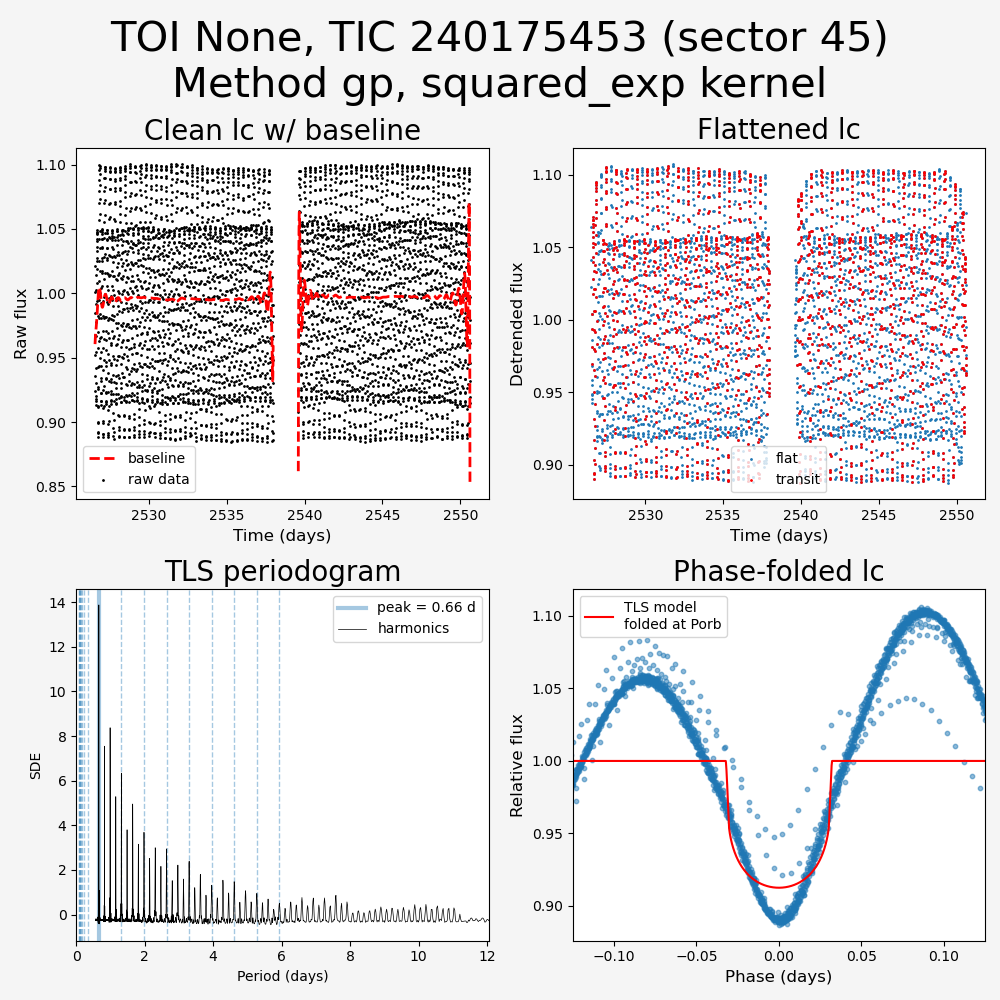 TOI None, TIC 240175453 (sector 45)
Method gp, squared_exp kernel
Clean lc w/ baseline
Raw flux
1.10
1.05
1.00
0.95
0.90
0.85
baseline
raw data
2530
2535
2540
2545
2550
Time (days)
Flattened lc
Detrended flux
1.10
1.05
1.00
0.95
0.90
flat
transit
2530
2535
2540
2545
2550
Time (days)
TLS periodogram
SDE
14
12
10
8
6
4
2
0
peak = 0.66 d
harmonics
0
2
4
6
8
10
12
Period (days)
Phase-folded lc
Relative flux
1.10
1.05
1.00
0.95
0.90
TLS model
folded at Porb
−0.10
−0.05
0.00
0.05
0.10
Phase (days)